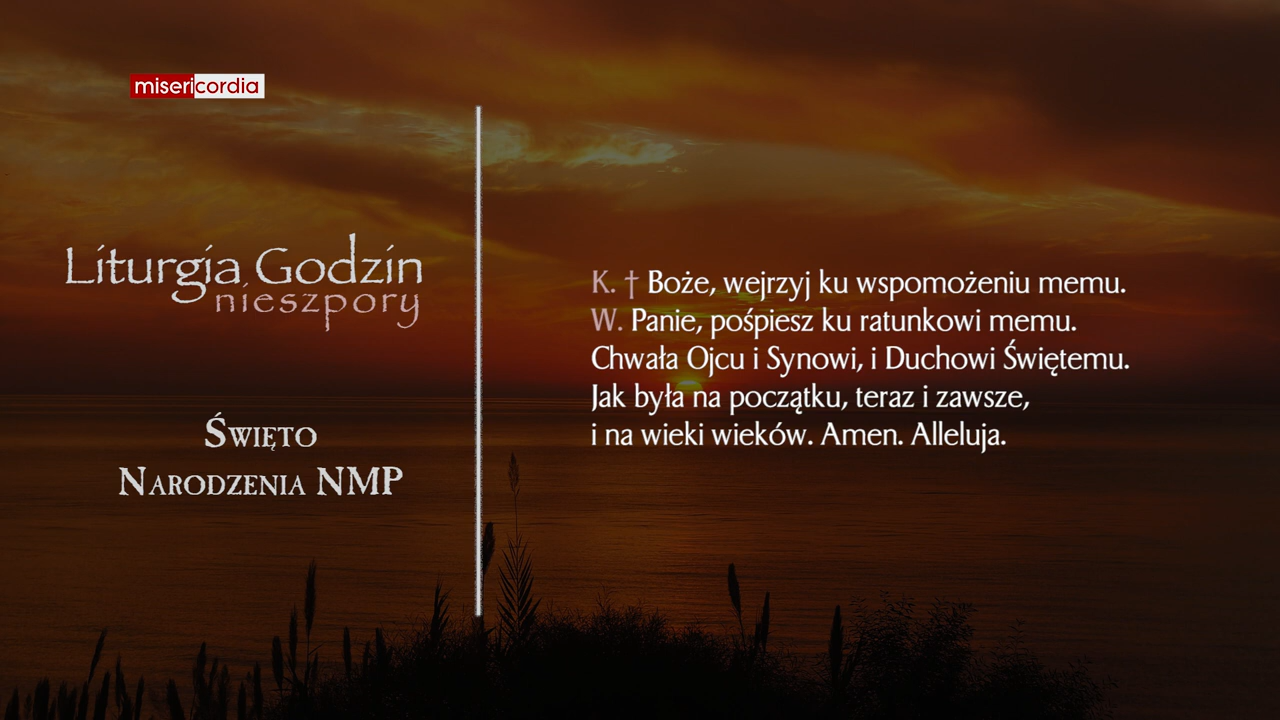 misericordia
Liturgia Godzin
nieszpory
Święto
Narodzenia NMP
K. † Boże, wejrzyj ku wspomożeniu memu.
W. Panie, pośpiesz ku ratunkowi memu.
Chwała Ojcu i Synowi, i Duchowi Świętemu.
Jak była na początku, teraz i zawsze,
i na wieki wieków. Amen. Alleluja.